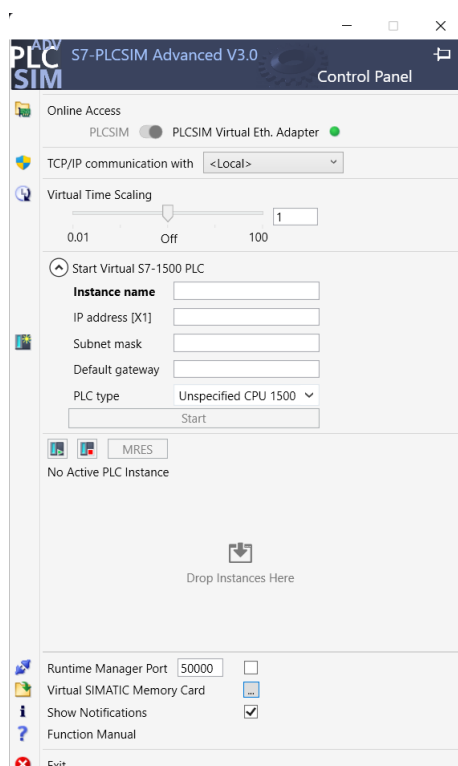 ADV
PLC SIM
S7-PLCSIM Advanced V3.0
Control Panel
Online Access
PLCSIM PLCSIM Virtual Eth. Adapter
TCP/IP communication with <Local>
Virtual Time Scaling
1
0.01 Off 100
Start Virtual S7-1500 PLC
Instance name
IP address [X1]
Subnet mask
Default gateway
PLC type Unspecified CPU 1500
Start
MRES
No Active PLC Instance
Drop Instances Here
Runtime Manager Port 50000
Virtual SIMATIC Memory Card ...
Show Notifications
Function Manual
Exit